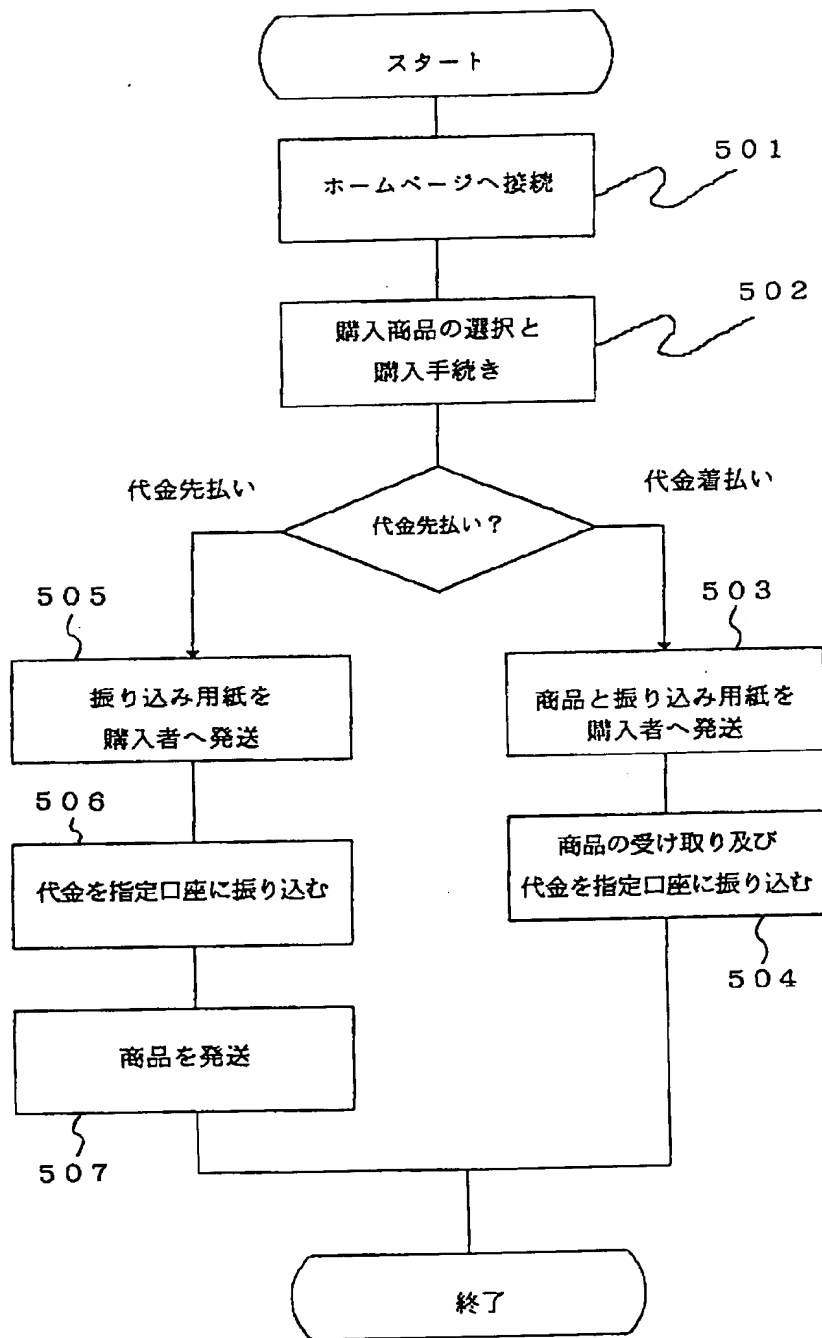 スタート
ホームページへ接続
501
購入商品の選択と
購入手続き
502
代金先払い
代金先払い?
代金着払い
505
振り込み用紙を
購入者へ発送
503
商品と振り込み用紙を
購入者へ発送
506
代金を指定口座に振り込む
商品の受け取り及び
代金を指定口座に振り込む
504
商品を発送
507
終了